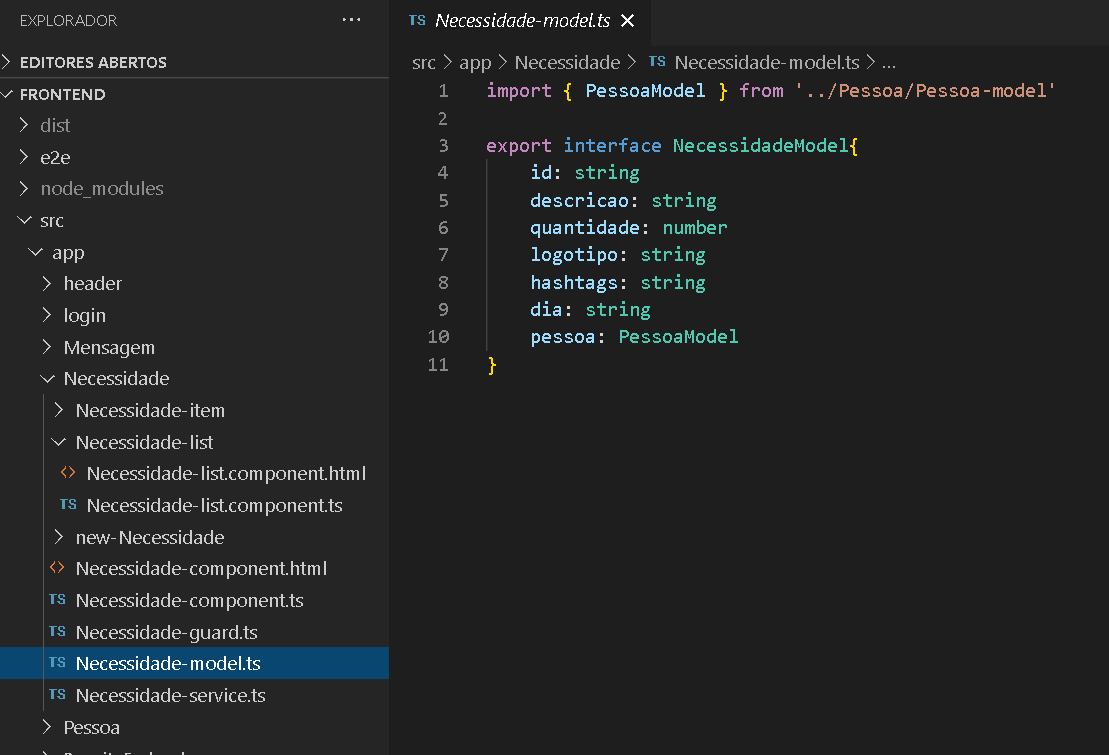 EXPLORADOR ...
EDITORES ABERTOS
FRONTEND
dist
e2e
node_modules
src
app
header
login
Mensagem
Necessidade
Necessidade-item
Necessidade-list
Necessidade-list.component.html
TS Necessidade-list.component.ts
new-Necessidade
Necessidade-component.html
TS Necessidade-component.ts
TS Necessidade-guard.ts
TS Necessidade-model.ts
TS Necessidade-service.ts
Pessoa
TS Necessidade-model.ts
src > app > Necessidade > TS Necessidade-model.ts > ...
1 import { PessoaModel } from '../Pessoa/Pessoa-model'
2
3 export interface NecessidadeModel{
4 id: string
5 descricao: string
6 quantidade: number
7 logotipo: string
8 hashtags: string
9 dia: string
10 pessoa: PessoaModel
11 }